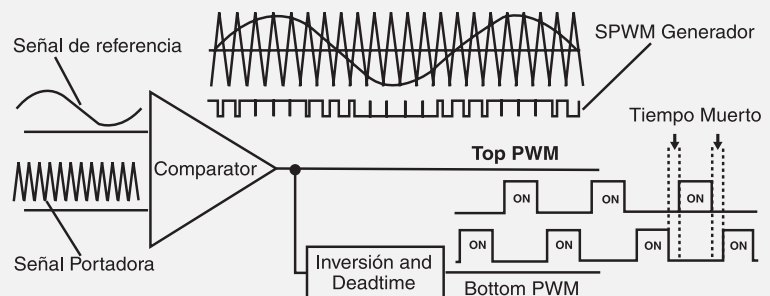 Señal de referencia
SPWM Generador
Tiempo Muerto
Comparator
Top PWM
ON
ON
ON
ON
ON
ON
ON
Señal Portadora
Inversión and
Deadtime
Bottom PWM